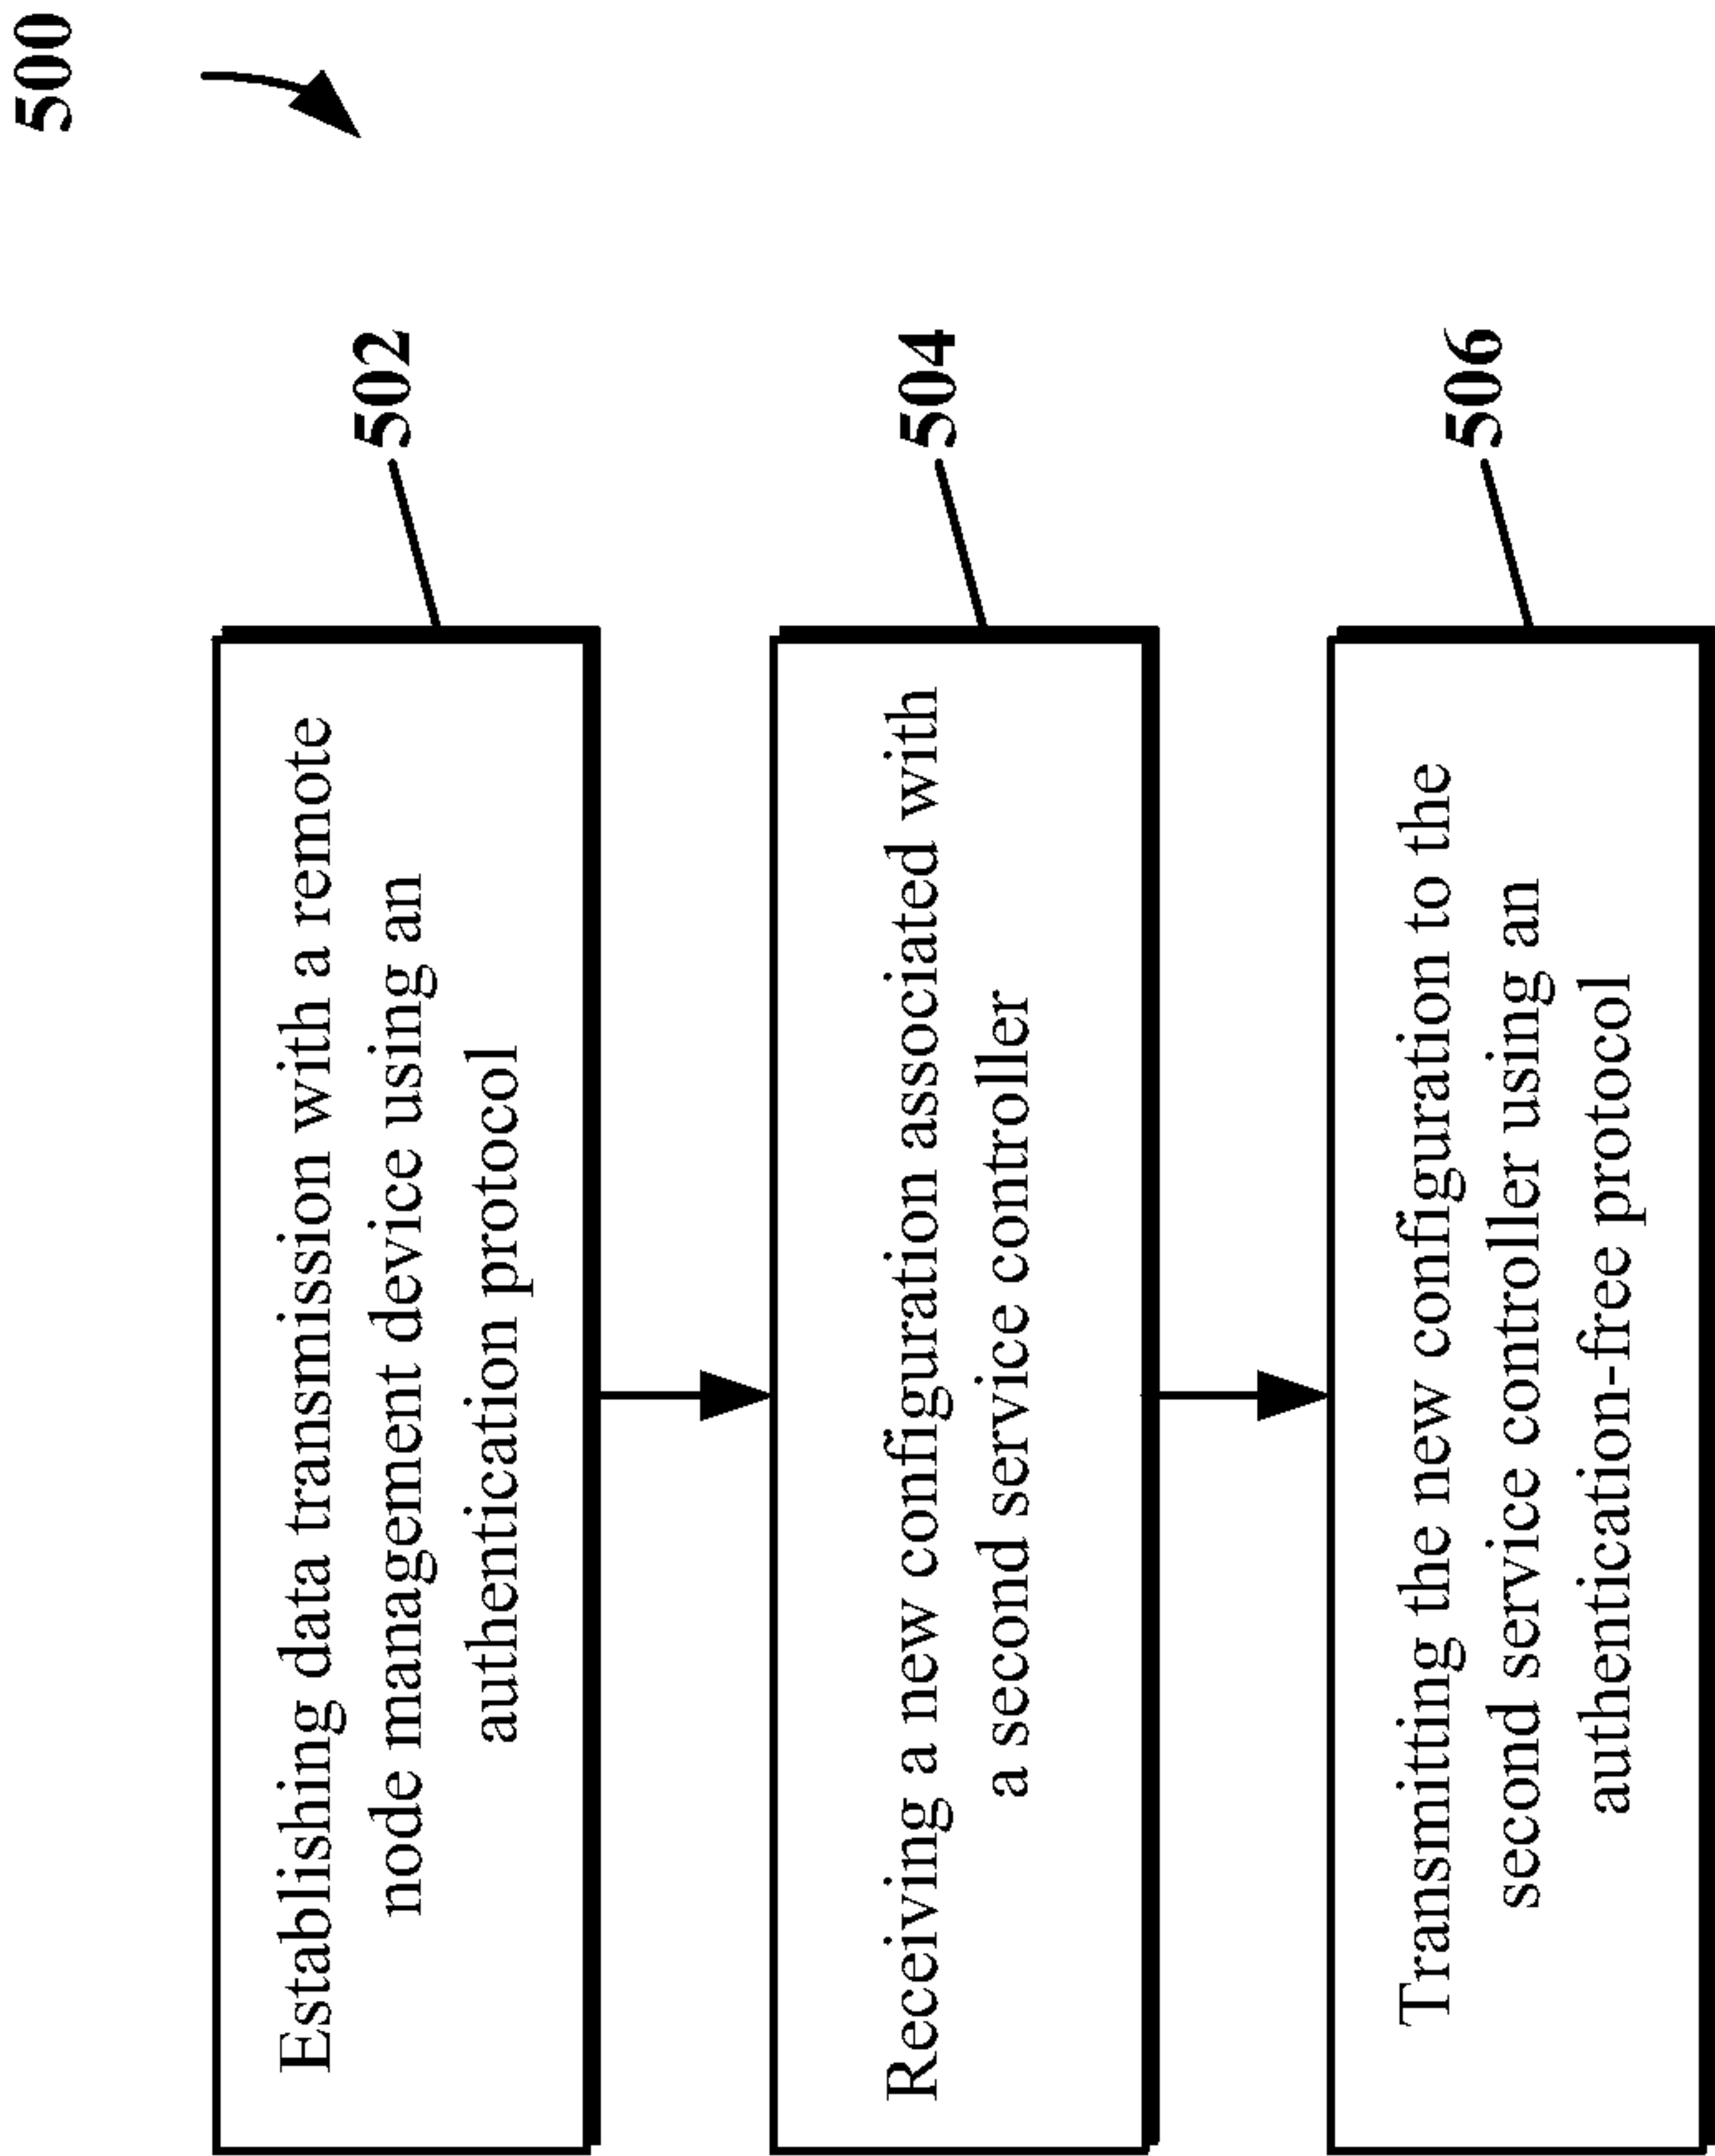 500
Establishing data transmission with a remote
node management device using an
authentication protocol
502
Receiving a new configuration associated with
a second service controller
504
Transmitting the new configuration to the
second service controller using an
authentication-free protocol
506